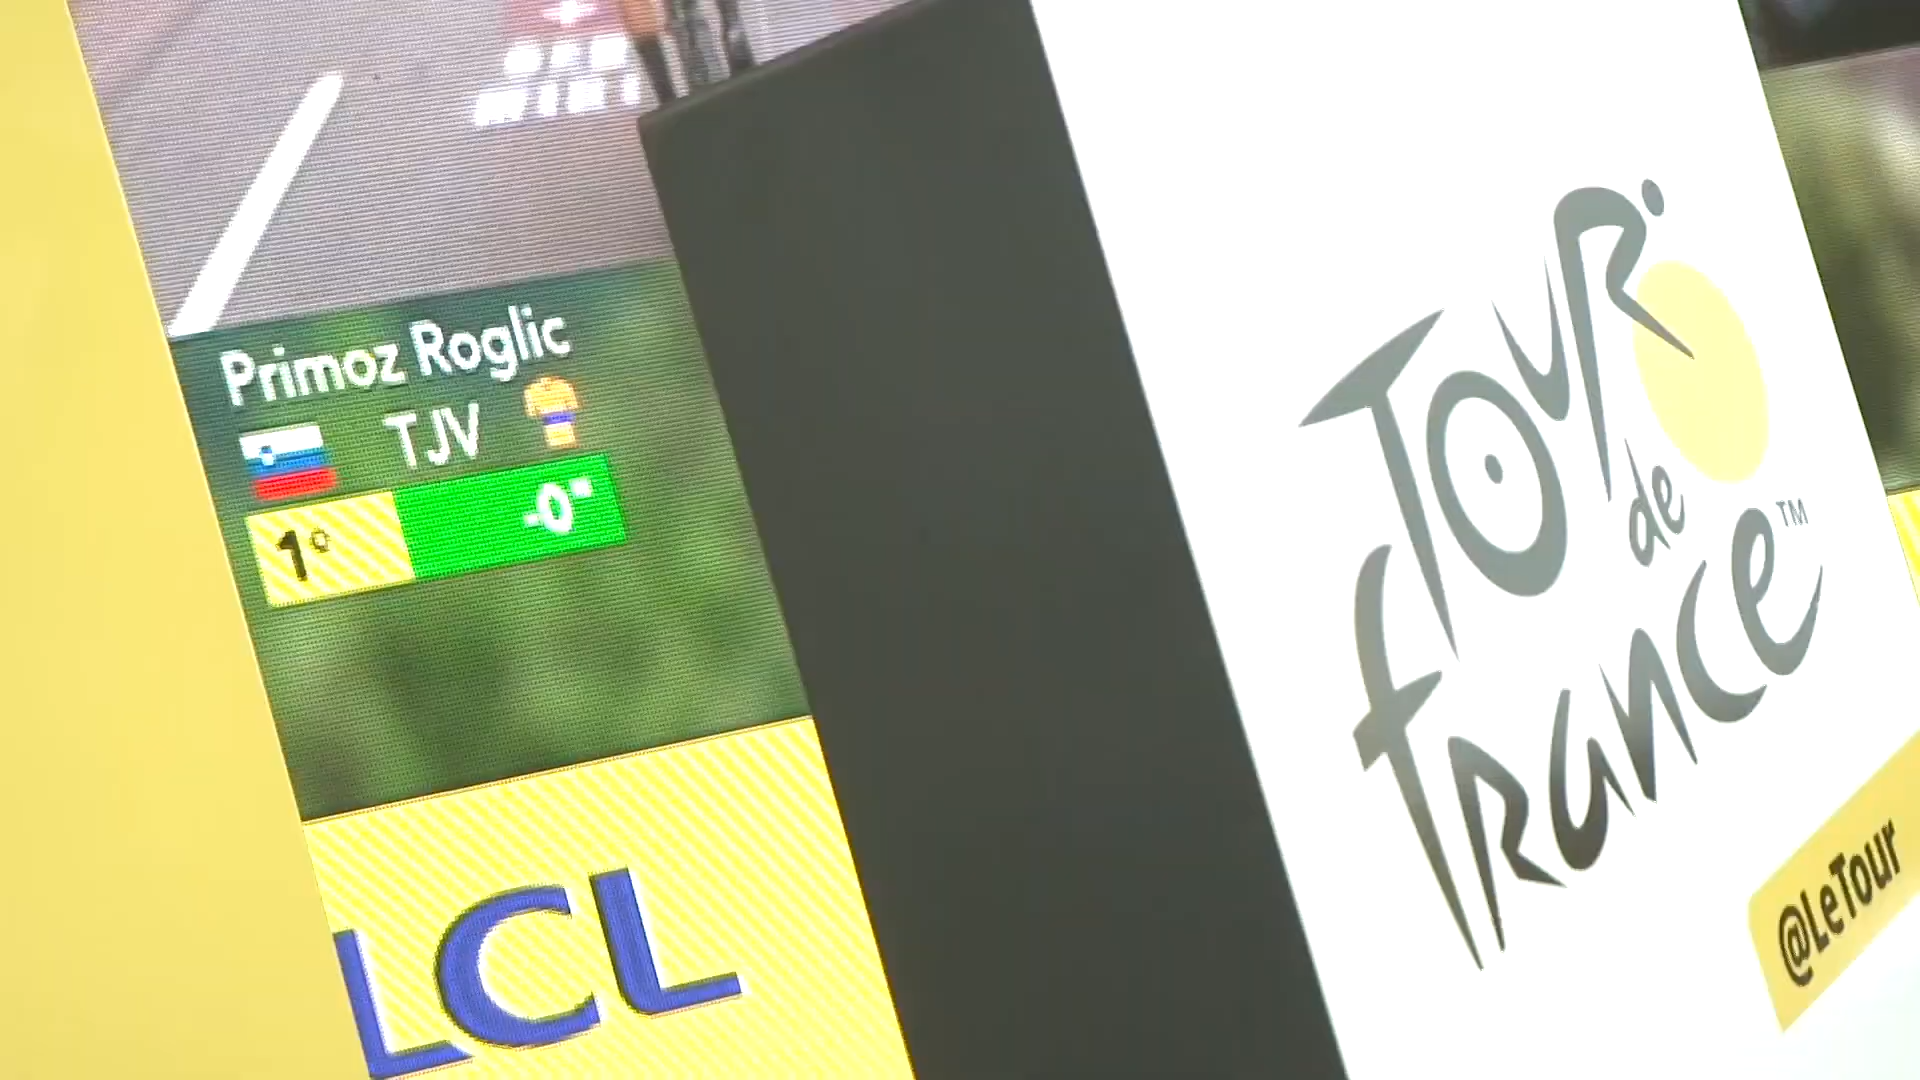 Primoz Roglic
TJV
1° -0"
LCL
TOUR
de
france™
@LeTour